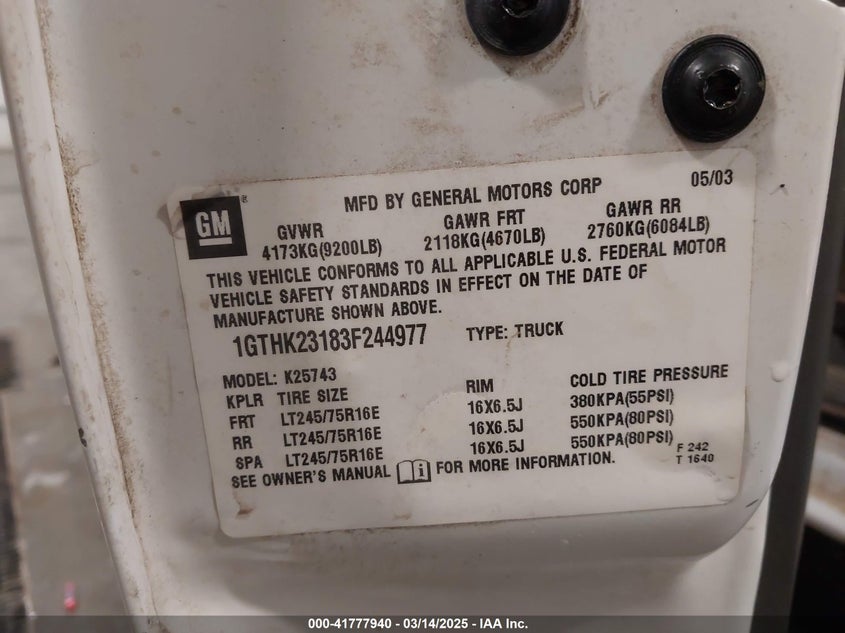 MFD BY GENERAL MOTORS CORP 05/03
GM®
GVWR GAWR FRT GAWR RR
4173KG(9200LB) 2118KG(4670LB) 2760KG(6084LB)
THIS VEHICLE CONFORMS TO ALL APPLICABLE U.S. FEDERAL MOTOR
VEHICLE SAFETY STANDARDS IN EFFECT ON THE DATE OF
MANUFACTURE SHOWN ABOVE.
1GTHK23183F244977 TYPE: TRUCK
MODEL: K25743
KPLR TIRE SIZE RIM COLD TIRE PRESSURE
FRT LT245/75R16E 16X6.5J 380KPA(55PSI)
RR LT245/75R16E 16X6.5J 550KPA(80PSI)
SPA LT245/75R16E 16X6.5J 550KPA(80PSI)
SEE OWNER'S MANUAL FOR MORE INFORMATION.
F 242
T 1640
000-41777940 - 03/14/2025 - IAA Inc.